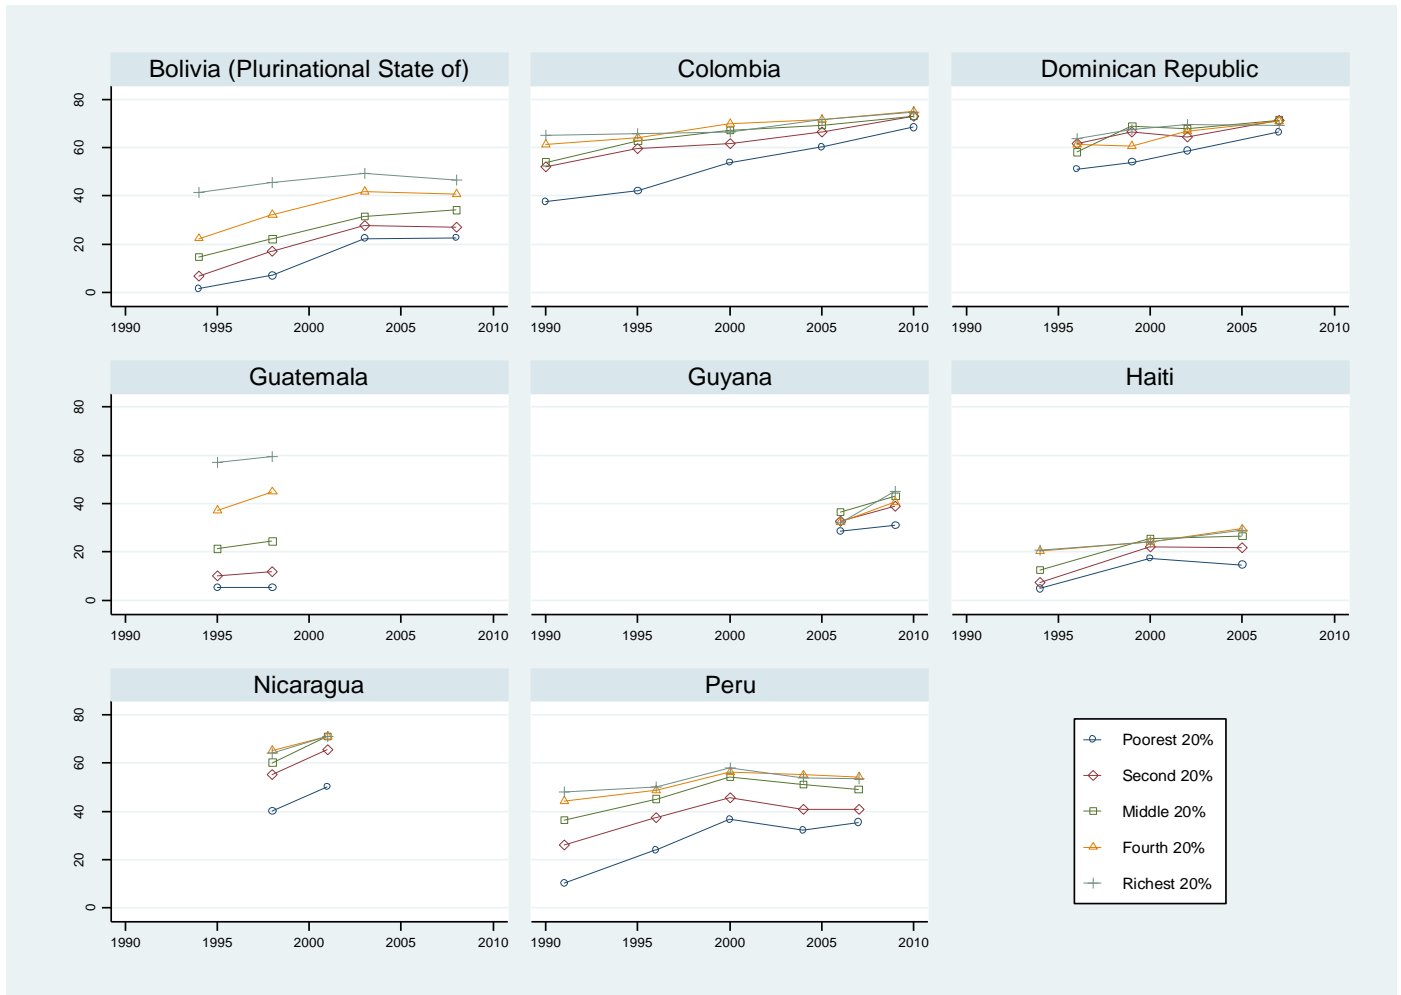 Bolivia (Plurinational State of) Colombia Dominican Republic
80
60
40
20
0
1990 1995 2000 2005 2010 1990 1995 2000 2005 2010 1990 1995 2000 2005 2010
Guatemala Guyana Haiti
80
60
40
20
0
1990 1995 2000 2005 2010 1990 1995 2000 2005 2010 1990 1995 2000 2005 2010
Nicaragua Peru
80
60
40
20
0
1990 1995 2000 2005 2010 1990 1995 2000 2005 2010
Poorest 20%
Second 20%
Middle 20%
Fourth 20%
Richest 20%